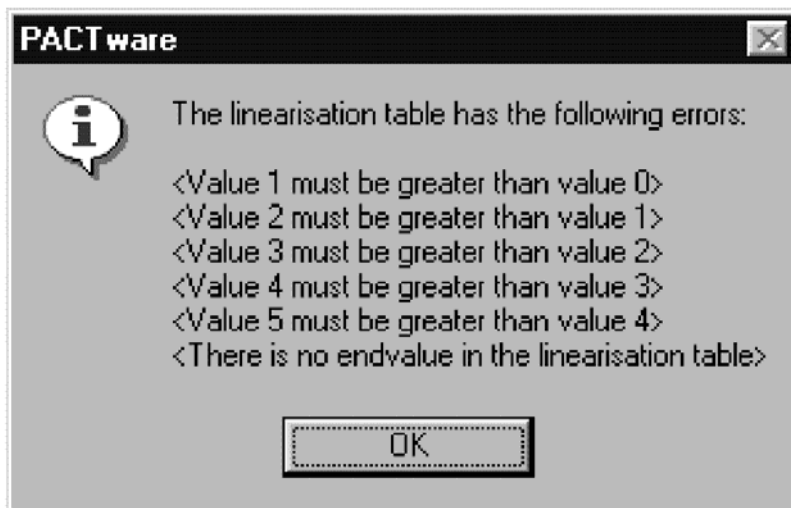 PACTware
The linearisation table has the following errors:
<Value 1 must be greater than value 0>
<Value 2 must be greater than value 1>
<Value 3 must be greater than value 2>
<Value 4 must be greater than value 3>
<Value 5 must be greater than value 4>
<There is no endvalue in the linearisation table>
OK